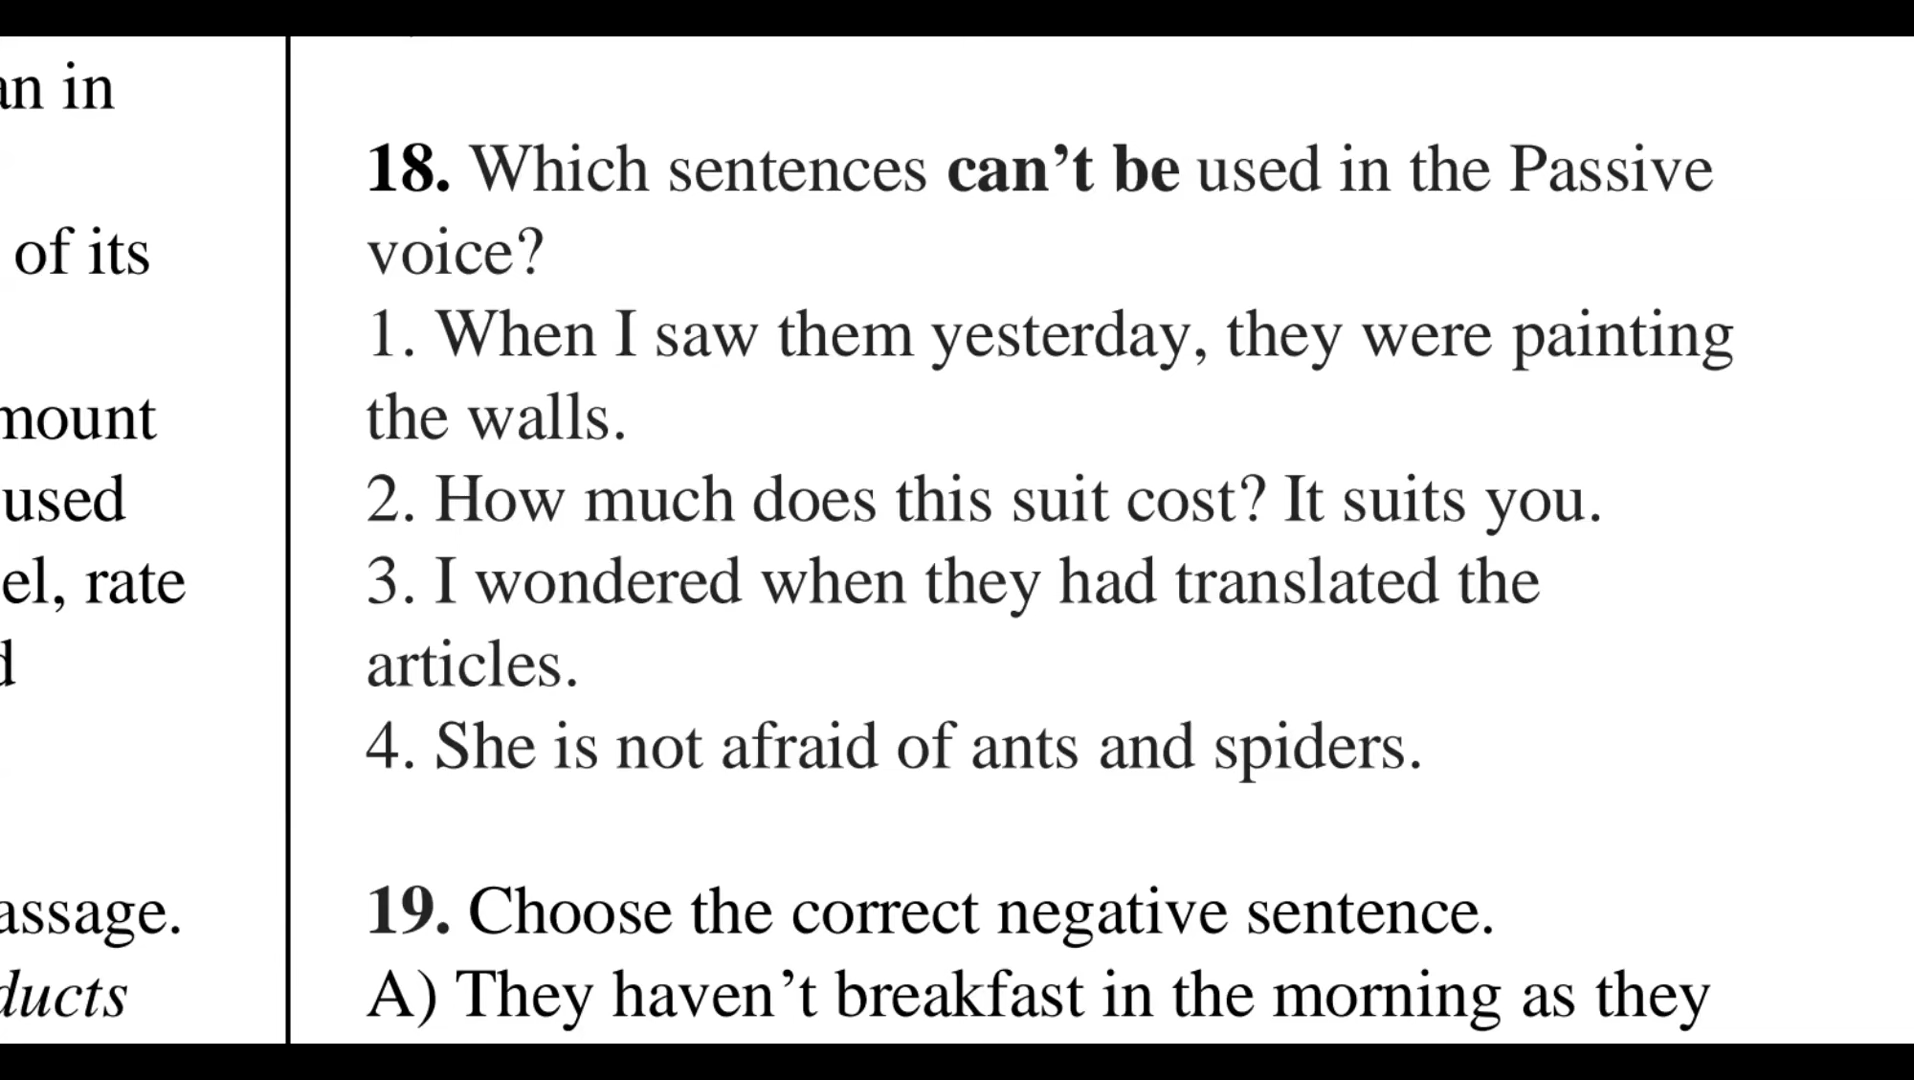 an in
of its
mount
used
el, rate
d
assage.
ducts
18. Which sentences can't be used in the Passive
voice?
1. When I saw them yesterday, they were painting
the walls.
2. How much does this suit cost? It suits you.
3. I wondered when they had translated the
articles.
4. She is not afraid of ants and spiders.
19. Choose the correct negative sentence.
A) They haven't breakfast in the morning as they